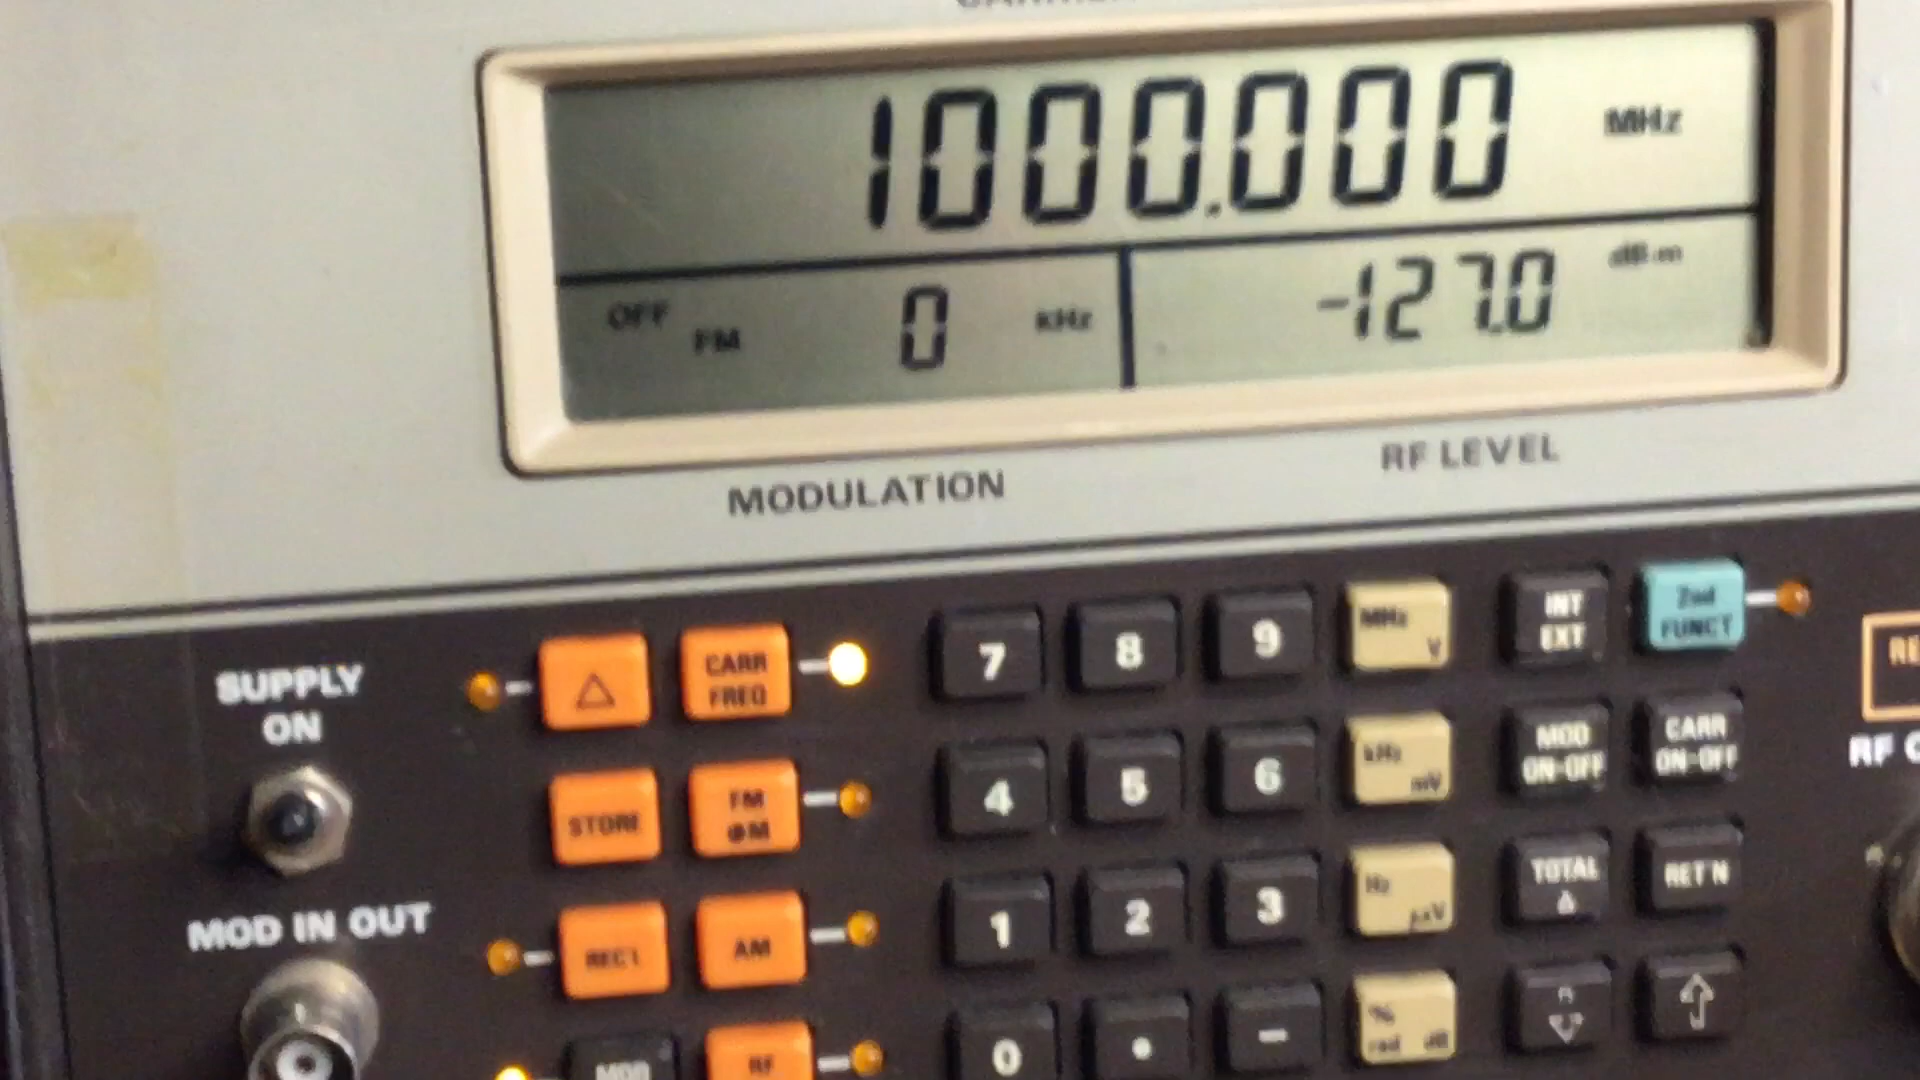 1000.000 MHz
OFF FM 0 kHz -127.0 dBm
MODULATION RF LEVEL
SUPPLY
ON
MOD IN OUT
△ CARR
FREQ
7 8 9 MHz
V
INT
EXT
2nd
FUNCT
STORE FM
ΦM
4 5 6 kHz
mV
MOD
ON-OFF
CARR
ON-OFF
AM
1 2 3 Hz
µV
TOTAL
Δ
RET'N
MOD RF
0 • − %
rad dB
⇩ ⇧